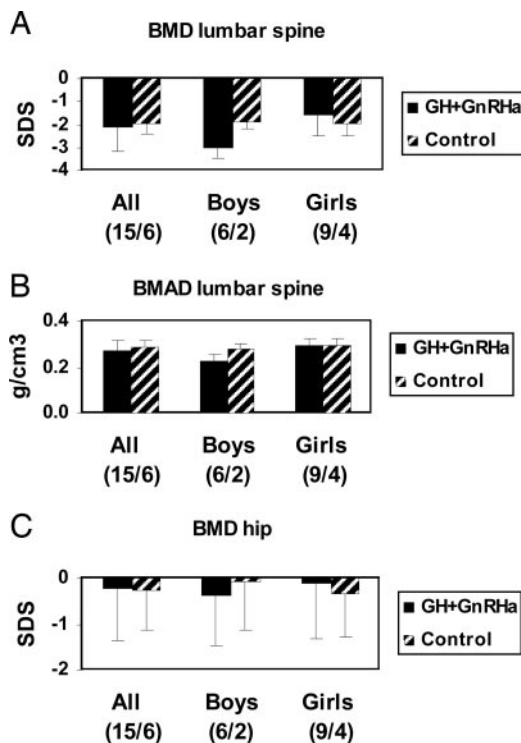 A
BMD lumbar spine
SDS
0
-1
-2
-3
-4
GH+GnRHa
Control
All Boys Girls
(15/6) (6/2) (9/4)
B
BMAD lumbar spine
g/cm3
0.4
0.2
0.0
GH+GnRHa
Control
All Boys Girls
(15/6) (6/2) (9/4)
C
BMD hip
SDS
0
-1
-2
GH+GnRHa
Control
All Boys Girls
(15/6) (6/2) (9/4)